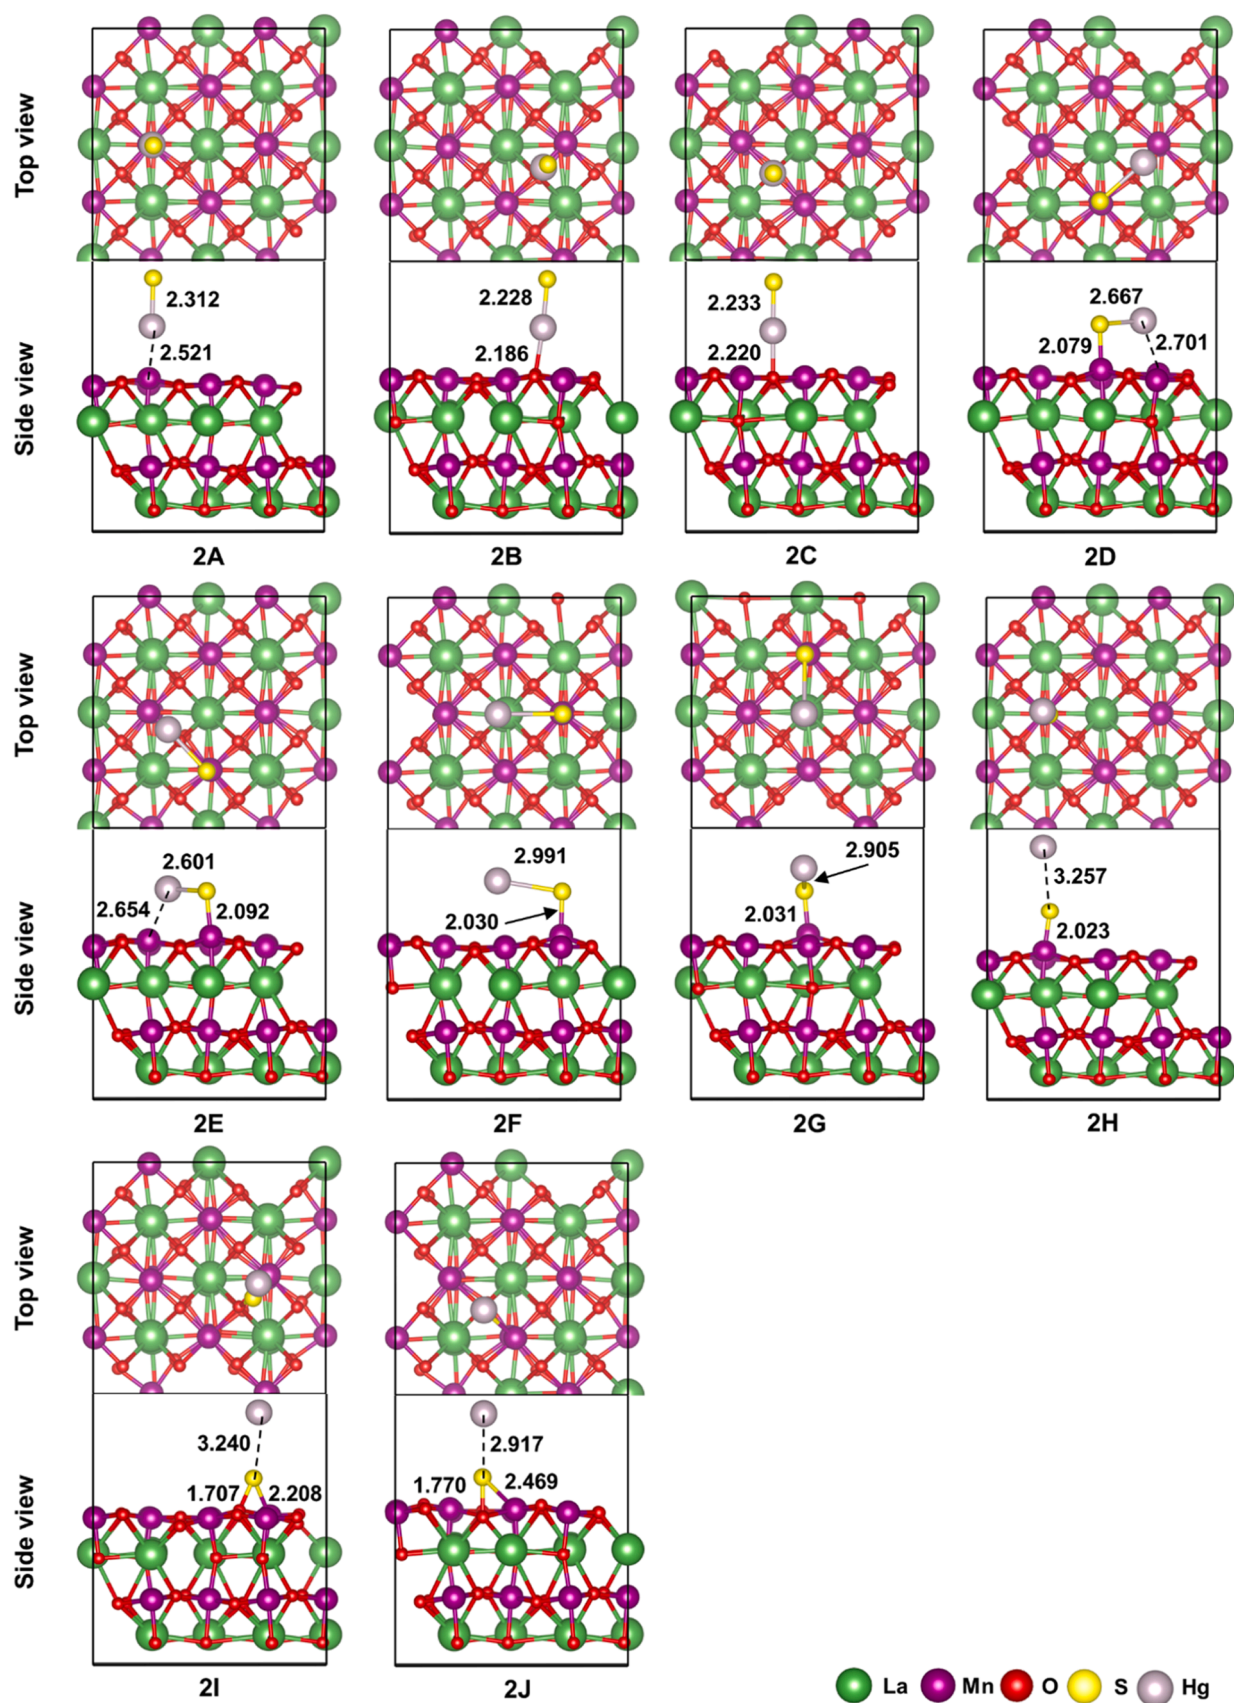 Top view
2.312
2.521
Side view
2A
2.228
2.186
2B
2.233
2.220
2C
2.667
2.079
2.701
2D
Top view
2.601
2.654
2.092
Side view
2E
2.991
2.030
2F
2.905
2.031
2G
3.257
2.023
2H
Top view
3.240
1.707
2.208
Side view
2I
2.917
1.770
2.469
2J
La Mn O S Hg